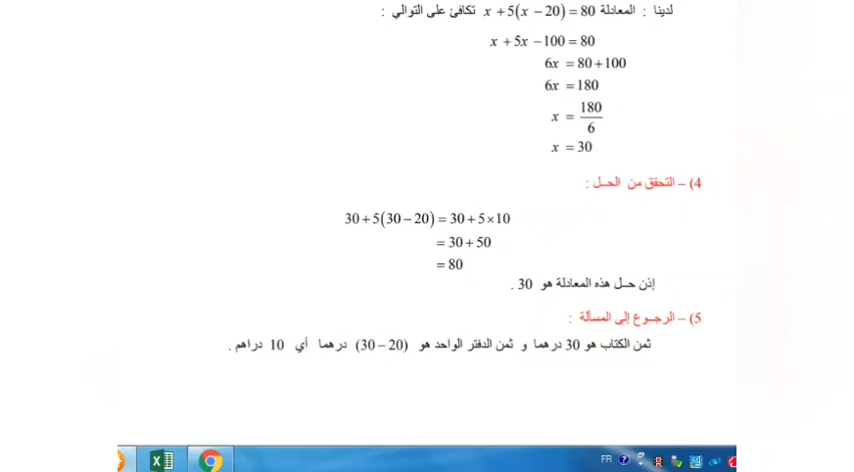 لدينا : المعادلة x + 5(x − 20) = 80 تكافئ على التوالي :
x + 5x − 100 = 80
6x = 80 + 100
6x = 180
x = 180/6
x = 30
4) – التحقق من الحل :
30 + 5(30 − 20) = 30 + 5×10
= 30 + 50
= 80
إذن حل هذه المعادلة هو 30 .
5) – الرجوع إلى المسألة :
ثمن الكتاب هو 30 درهما و ثمن الدفتر الواحد هو (30 − 20) درهما أي 10 دراهم .
FR